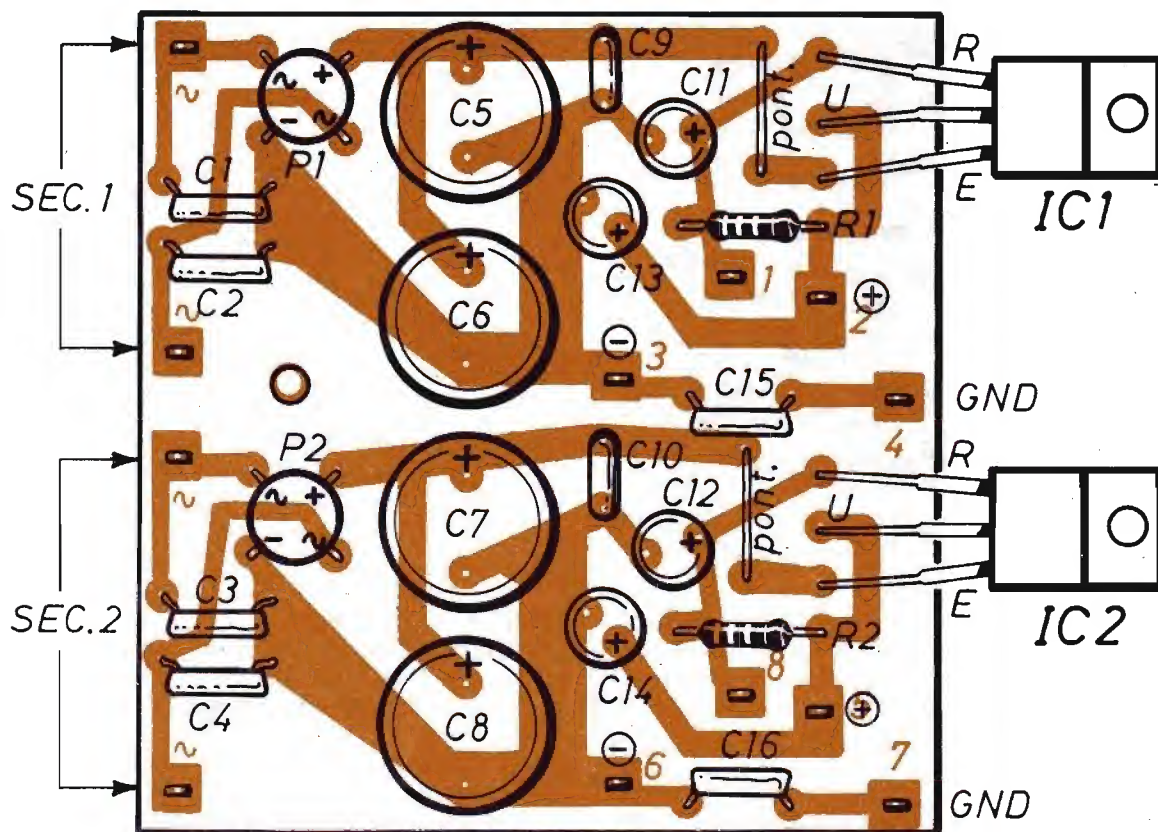 R
C9
~ + - ~
C11
pont.
U
C5
P1
~
C1
E
IC1
SEC.1
R1
C2
C13
1
+
2
~
C6
-
3
C15
GND
4
P2
R
C10
~ + - ~
C12
pont.
U
C7
~
C3
E
IC2
SEC.2
R2
8
C14
C4
+
~
C8
-
6
C16
7
GND